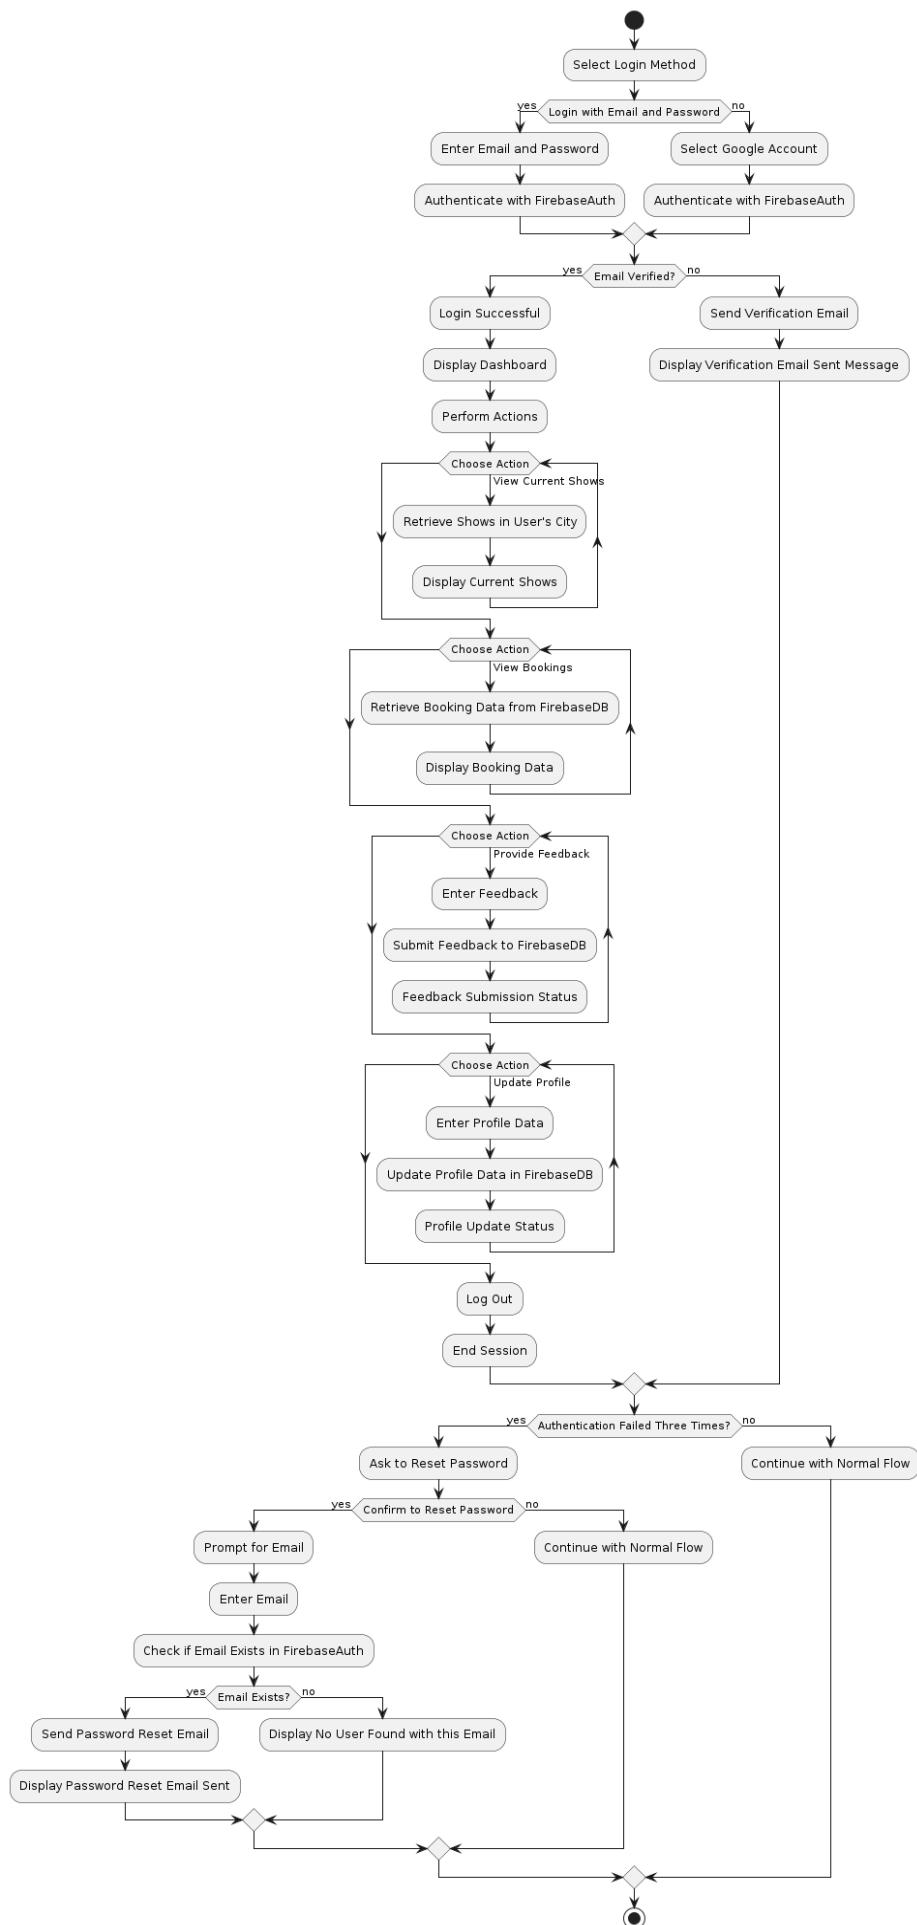 Select Login Method
yes
Login with Email and Password
no
Enter Email and Password
Select Google Account
Authenticate with FirebaseAuth
Authenticate with FirebaseAuth
yes
Email Verified?
no
Login Successful
Send Verification Email
Display Dashboard
Display Verification Email Sent Message
Perform Actions
Choose Action
View Current Shows
Retrieve Shows in User's City
Display Current Shows
Choose Action
View Bookings
Retrieve Booking Data from FirebaseDB
Display Booking Data
Choose Action
Provide Feedback
Enter Feedback
Submit Feedback to FirebaseDB
Feedback Submission Status
Choose Action
Update Profile
Enter Profile Data
Update Profile Data in FirebaseDB
Profile Update Status
Log Out
End Session
yes
Authentication Failed Three Times?
no
Ask to Reset Password
Continue with Normal Flow
yes
Confirm to Reset Password
no
Prompt for Email
Continue with Normal Flow
Enter Email
Check if Email Exists in FirebaseAuth
yes
Email Exists?
no
Send Password Reset Email
Display No User Found with this Email
Display Password Reset Email Sent